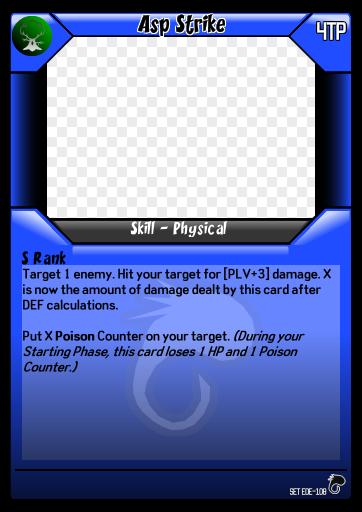 Asp Strike
4TP
Skill - Physical
S Rank
Target 1 enemy. Hit your target for [PLV+3] damage. X
is now the amount of damage dealt by this card after
DEF calculations.
Put X Poison Counter on your target. (During your
Starting Phase, this card loses 1 HP and 1 Poison
Counter.)
SET EOE-108